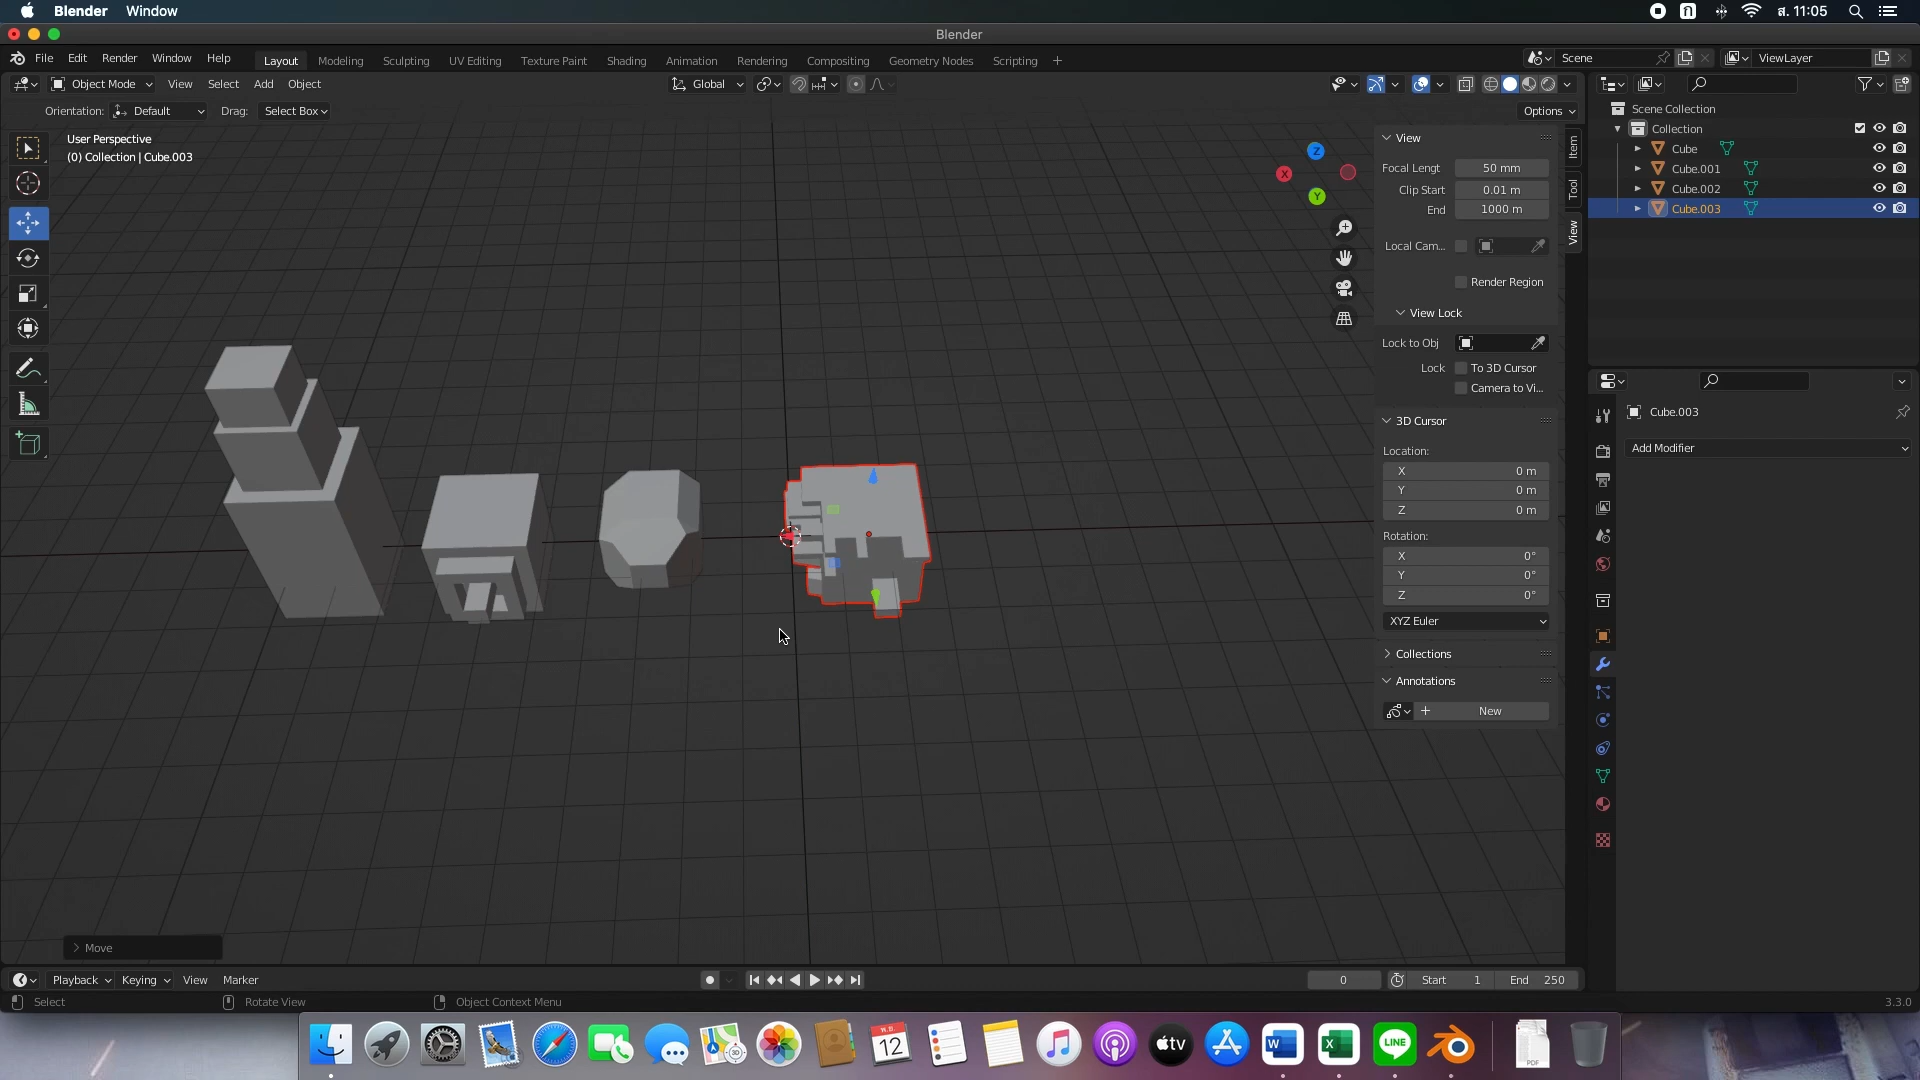 Blender Window
ส. 11:05
Blender
File Edit Render Window Help Layout Modeling Sculpting UV Editing Texture Paint Shading Animation Rendering Compositing Geometry Nodes Scripting + Scene ViewLayer
Object Mode View Select Add Object Global
Orientation: Default Drag: Select Box Options
User Perspective
(0) Collection | Cube.003
Z
X
Y
View
Focal Lengt 50 mm
Clip Start 0.01 m
End 1000 m
Local Cam...
Render Region
View Lock
Lock to Obj
Lock To 3D Cursor
Camera to Vi...
3D Cursor
Location:
X 0 m
Y 0 m
Z 0 m
Rotation:
X 0°
Y 0°
Z 0°
XYZ Euler
Collections
Annotations
+ New
Item
Tool
View
Scene Collection
Collection
Cube
Cube.001
Cube.002
Cube.003
Cube.003
Add Modifier
Move
Playback Keying View Marker 0 Start 1 End 250
Select Rotate View Object Context Menu 3.3.0
12
tv
W
X
LINE
PDF